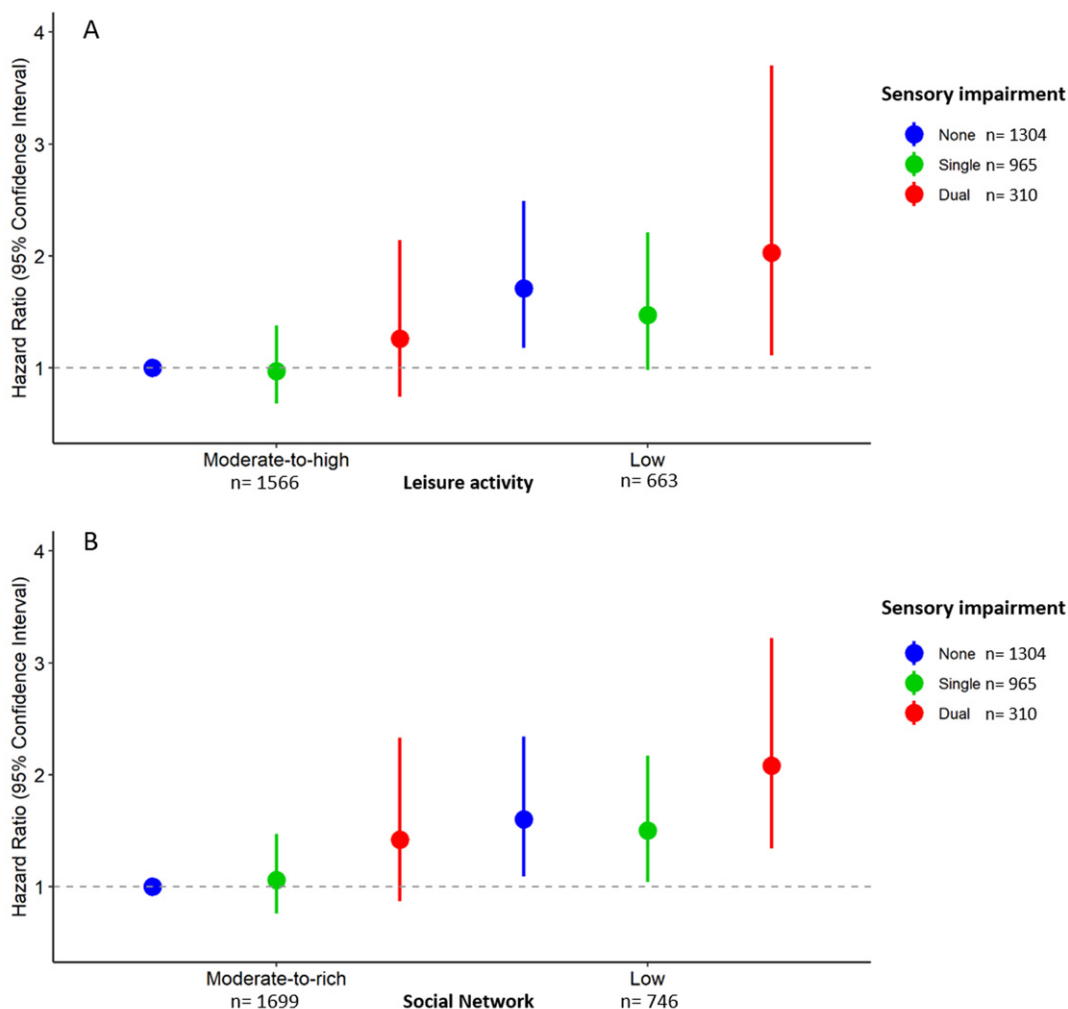 A
Hazard Ratio (95% Confidence Interval)
4
3
2
1
Moderate-to-high
n= 1566
Leisure activity
Low
n= 663
Sensory impairment
None n= 1304
Single n= 965
Dual n= 310
B
Hazard Ratio (95% Confidence Interval)
4
3
2
1
Moderate-to-rich
n= 1699
Social Network
Low
n= 746
Sensory impairment
None n= 1304
Single n= 965
Dual n= 310